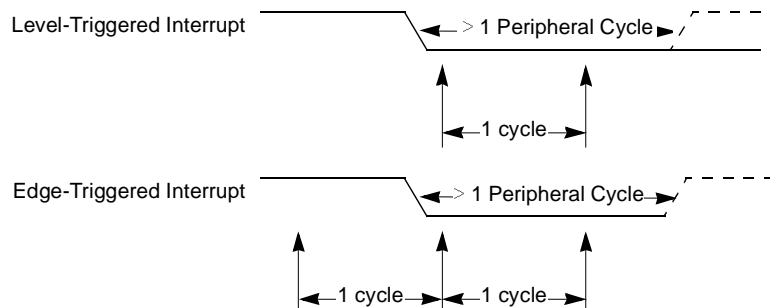 Level-Triggered Interrupt
> 1 Peripheral Cycle
1 cycle
Edge-Triggered Interrupt
> 1 Peripheral Cycle
1 cycle
1 cycle